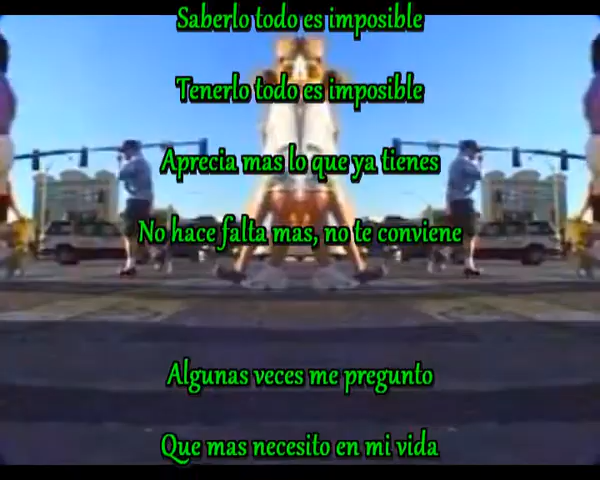 Saberlo todo es imposible
Tenerlo todo es imposible
Aprecia mas lo que ya tienes
No hace falta mas, no te conviene
Algunas veces me pregunto
Que mas necesito en mi vida